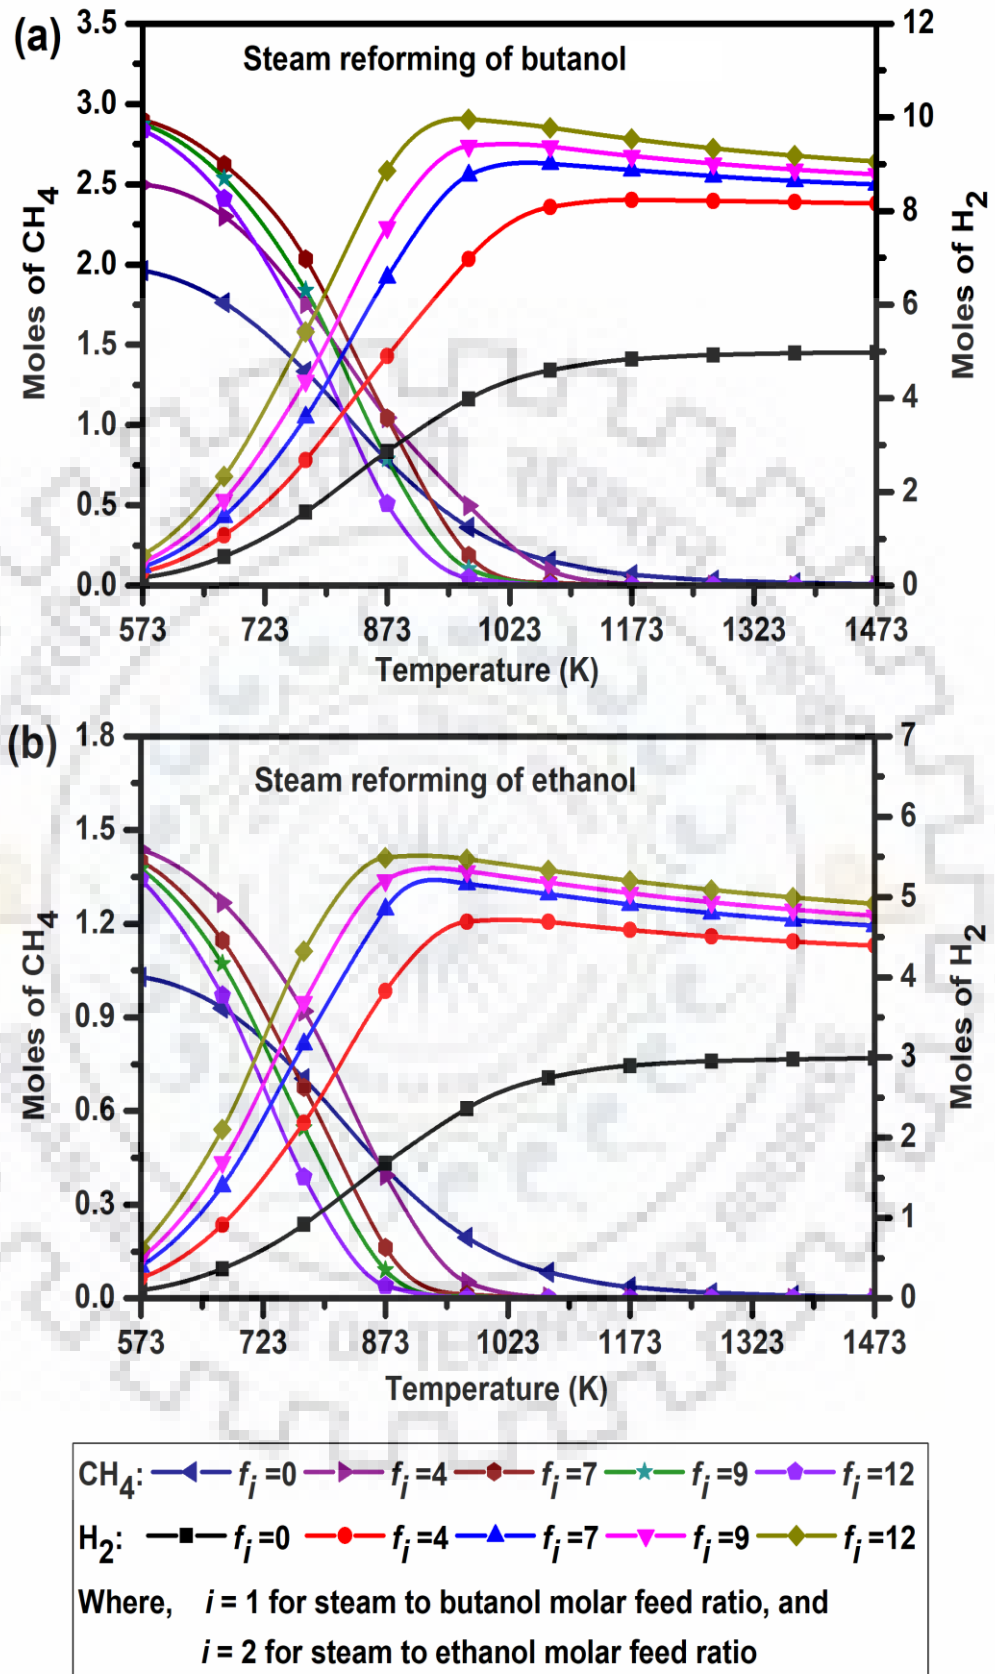 (a)
Steam reforming of butanol
3.5
3.0
2.5
2.0
1.5
1.0
0.5
0.0
Moles of CH4
12
10
8
6
4
2
0
Moles of H2
573 723 873 1023 1173 1323 1473
Temperature (K)
(b)
Steam reforming of ethanol
1.8
1.5
1.2
0.9
0.6
0.3
0.0
Moles of CH4
7
6
5
4
3
2
1
0
Moles of H2
573 723 873 1023 1173 1323 1473
Temperature (K)
CH4: fi=0 fi=4 fi=7 fi=9 fi=12
H2: fi=0 fi=4 fi=7 fi=9 fi=12
Where, i = 1 for steam to butanol molar feed ratio, and
i = 2 for steam to ethanol molar feed ratio